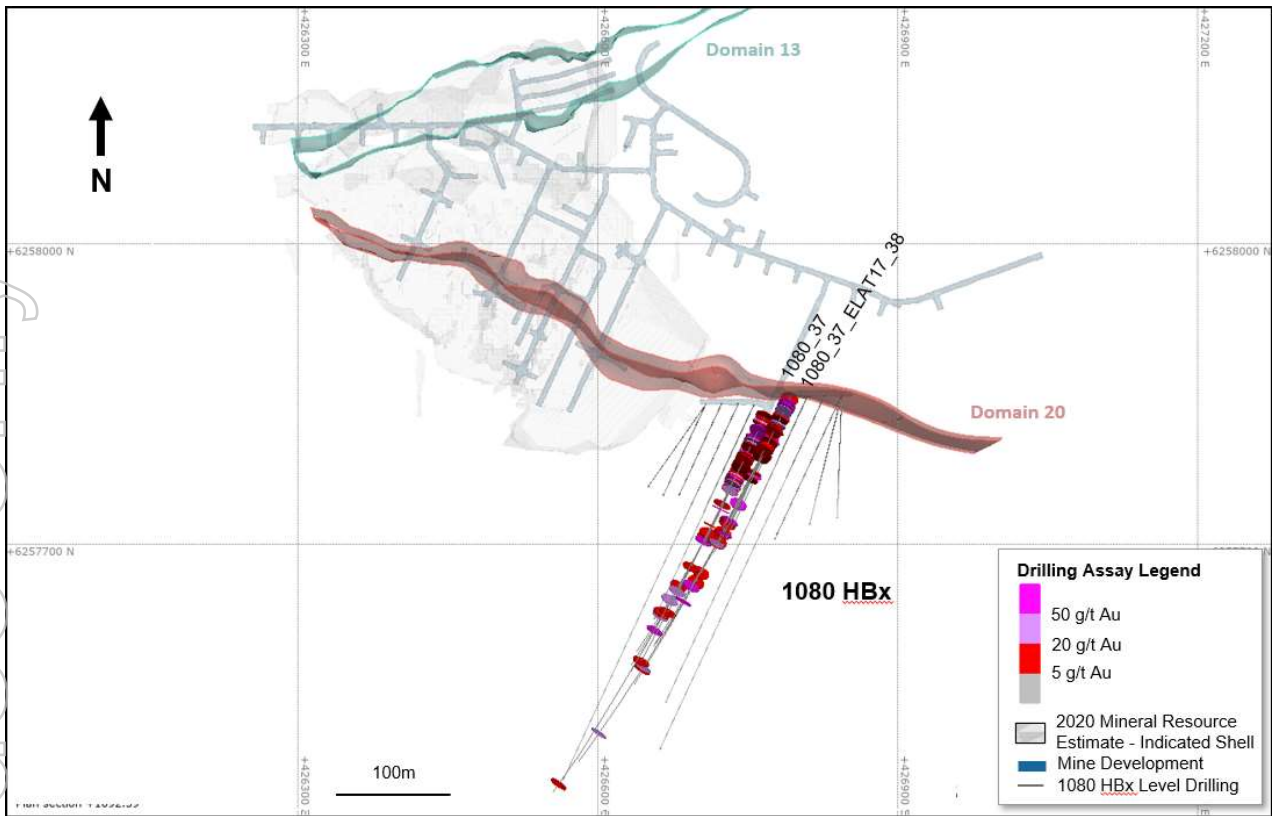 +426300 E
+426900 E
+427200 E
Domain 13
N
+6258000 N
+6258000 N
1080_37
1080_37_ELAT17_38
Domain 20
+6257700 N
1080 HBx
Drilling Assay Legend
50 g/t Au
20 g/t Au
5 g/t Au
2020 Mineral Resource
Estimate - Indicated Shell
Mine Development
1080 HBx Level Drilling
100m
+426300 E
+426600 E
+426900 E